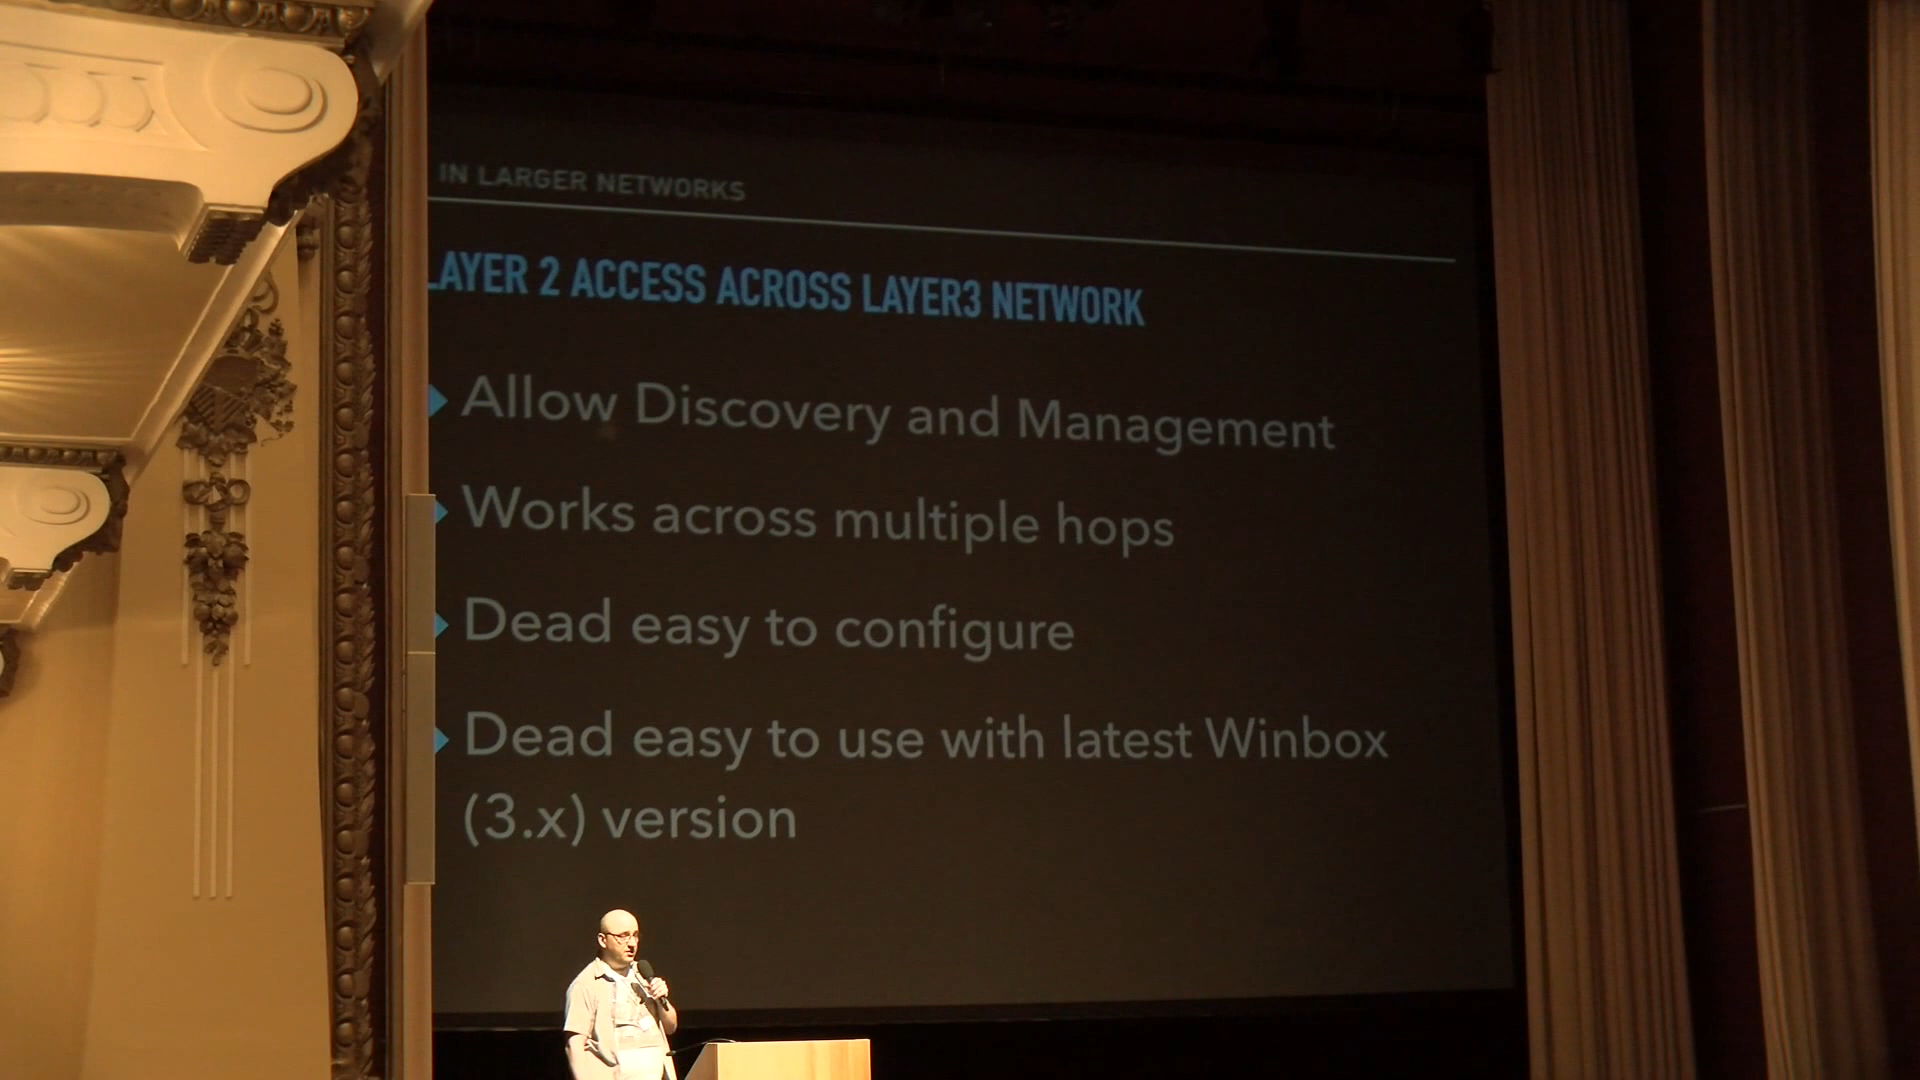 IN LARGER NETWORKS
LAYER 2 ACCESS ACROSS LAYER3 NETWORK
Allow Discovery and Management
Works across multiple hops
Dead easy to configure
Dead easy to use with latest Winbox
(3.x) version